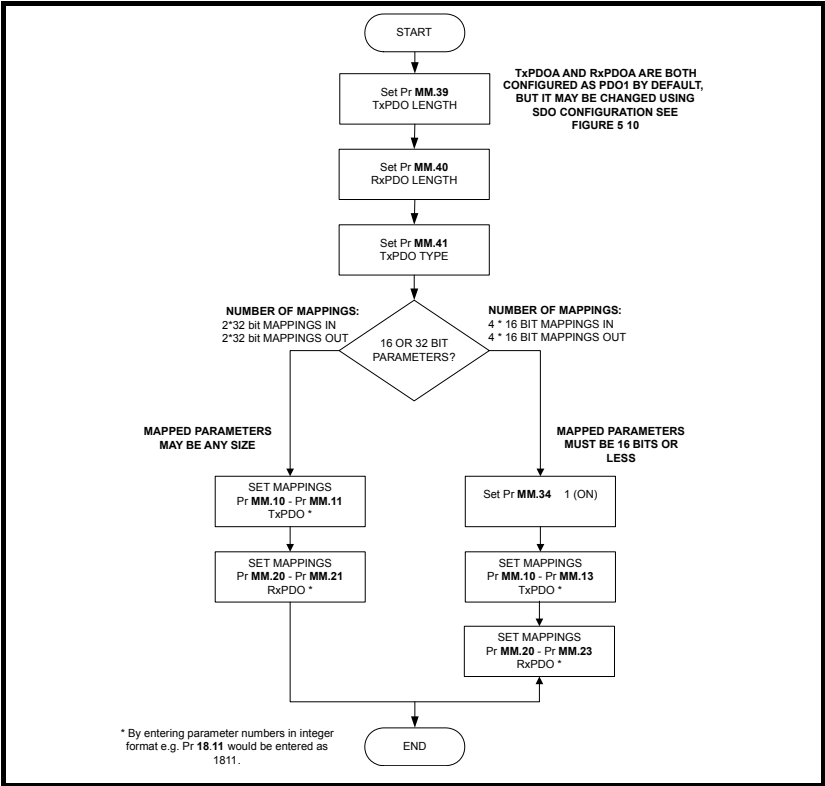 START
Set Pr MM.39
TxPDO LENGTH
TxPDOA AND RxPDOA ARE BOTH
CONFIGURED AS PDO1 BY DEFAULT,
BUT IT MAY BE CHANGED USING
SDO CONFIGURATION SEE
FIGURE 5 10
Set Pr MM.40
RxPDO LENGTH
Set Pr MM.41
TxPDO TYPE
NUMBER OF MAPPINGS:
2*32 bit MAPPINGS IN
2*32 bit MAPPINGS OUT
NUMBER OF MAPPINGS:
4 * 16 BIT MAPPINGS IN
4 * 16 BIT MAPPINGS OUT
16 OR 32 BIT
PARAMETERS?
MAPPED PARAMETERS
MAY BE ANY SIZE
MAPPED PARAMETERS
MUST BE 16 BITS OR
LESS
SET MAPPINGS
Pr MM.10 - Pr MM.11
TxPDO *
Set Pr MM.34 1 (ON)
SET MAPPINGS
Pr MM.20 - Pr MM.21
RxPDO *
SET MAPPINGS
Pr MM.10 - Pr MM.13
TxPDO *
SET MAPPINGS
Pr MM.20 - Pr MM.23
RxPDO *
* By entering parameter numbers in integer
format e.g. Pr 18.11 would be entered as
1811.
END